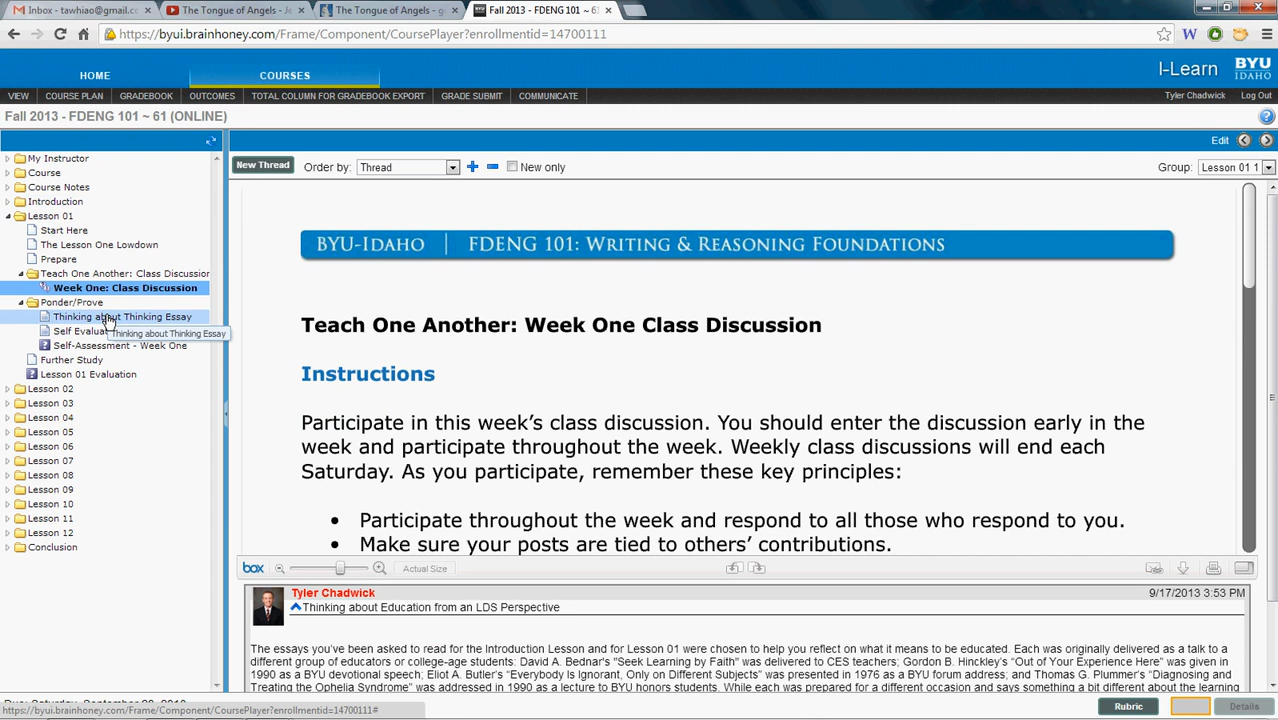 Inbox - tawhiao@gmail.c
The Tongue of Angels - Je
The Tongue of Angels - g
Fall 2013 - FDENG 101 ~ 61
https://byui.brainhoney.com/Frame/Component/CoursePlayer?enrollmentid=14700111
HOME COURSES I-Learn BYU IDAHO
VIEW COURSE PLAN GRADEBOOK OUTCOMES TOTAL COLUMN FOR GRADEBOOK EXPORT GRADE SUBMIT COMMUNICATE Tyler Chadwick Log Out
Fall 2013 - FDENG 101 ~ 61 (ONLINE)
Edit
My Instructor
Course
Course Notes
Introduction
Lesson 01
Start Here
The Lesson One Lowdown
Prepare
Teach One Another: Class Discussion
Week One: Class Discussion
Ponder/Prove
Thinking about Thinking Essay
Self Evalua
Thinking about Thinking Essay
Self-Assessment - Week One
Further Study
Lesson 01 Evaluation
Lesson 02
Lesson 03
Lesson 04
Lesson 05
Lesson 06
Lesson 07
Lesson 08
Lesson 09
Lesson 10
Lesson 11
Lesson 12
Conclusion
New Thread Order by: Thread New only Group: Lesson 01 1
BYU-IDAHO | FDENG 101: WRITING & REASONING FOUNDATIONS
Teach One Another: Week One Class Discussion
Instructions
Participate in this week's class discussion. You should enter the discussion early in the
week and participate throughout the week. Weekly class discussions will end each
Saturday. As you participate, remember these key principles:
• Participate throughout the week and respond to all those who respond to you.
• Make sure your posts are tied to others' contributions.
box Actual Size
Tyler Chadwick 9/17/2013 3:53 PM
Thinking about Education from an LDS Perspective
The essays you've been asked to read for the Introduction Lesson and for Lesson 01 were chosen to help you reflect on what it means to be educated. Each was originally delivered as a talk to a
different group of educators or college-age students: David A. Bednar's "Seek Learning by Faith" was delivered to CES teachers; Gordon B. Hinckley's "Out of Your Experience Here" was given in
1990 as a BYU devotional speech; Eliot A. Butler's "Everybody Is Ignorant, Only on Different Subjects" was presented in 1976 as a BYU forum address; and Thomas G. Plummer's "Diagnosing and
Treating the Ophelia Syndrome" was addressed in 1990 as a lecture to BYU honors students. While each was prepared for a different occasion and says something a bit different about the learning
https://byui.brainhoney.com/Frame/Component/CoursePlayer?enrollmentid=14700111#
Rubric Details